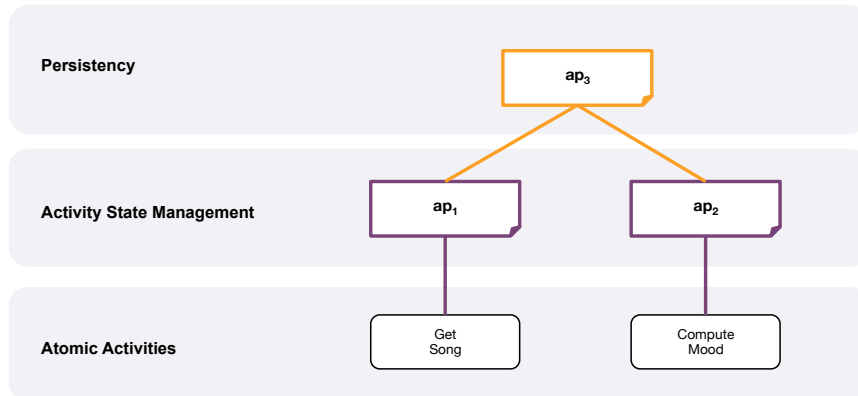 Persistency
ap₃
Activity State Management
ap₁
ap₂
Atomic Activities
Get
Song
Compute
Mood